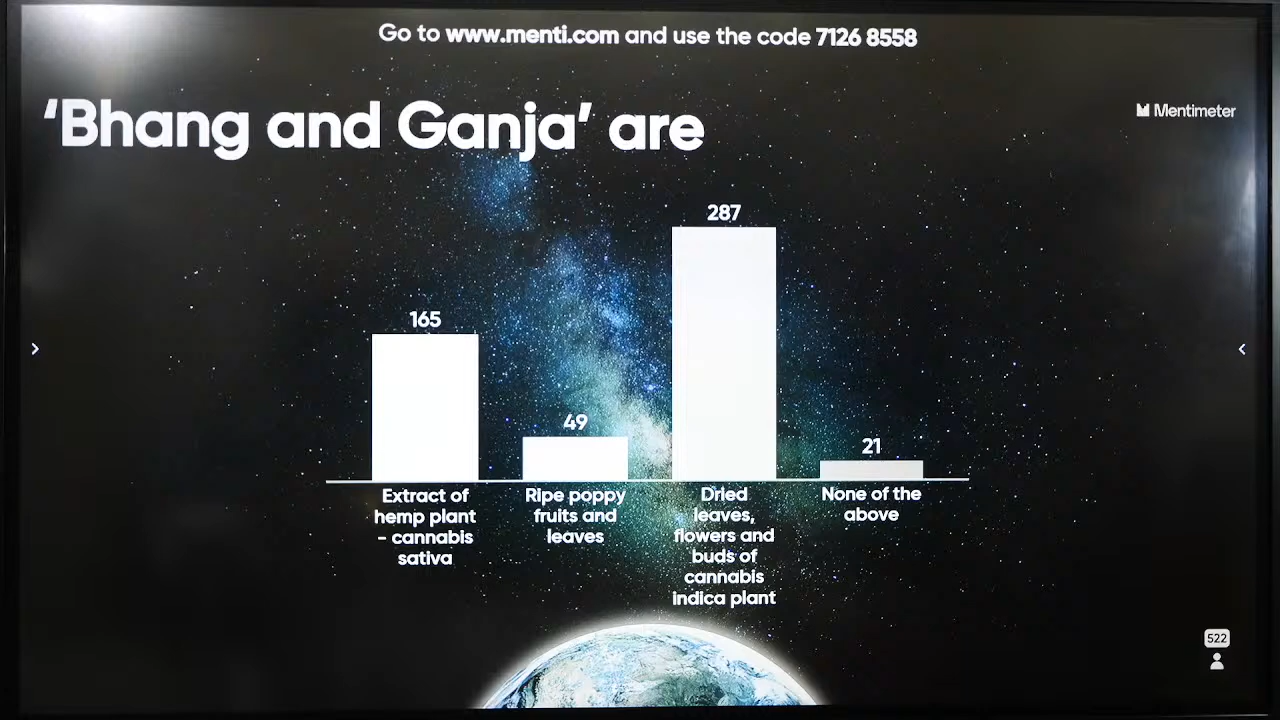 Go to www.menti.com and use the code 7126 8558
‘Bhang and Ganja’ are
Mentimeter
287
165
49
21
Extract of
hemp plant
- cannabis
sativa
Ripe poppy
fruits and
leaves
Dried
leaves,
flowers and
buds of
cannabis
indica plant
None of the
above
522